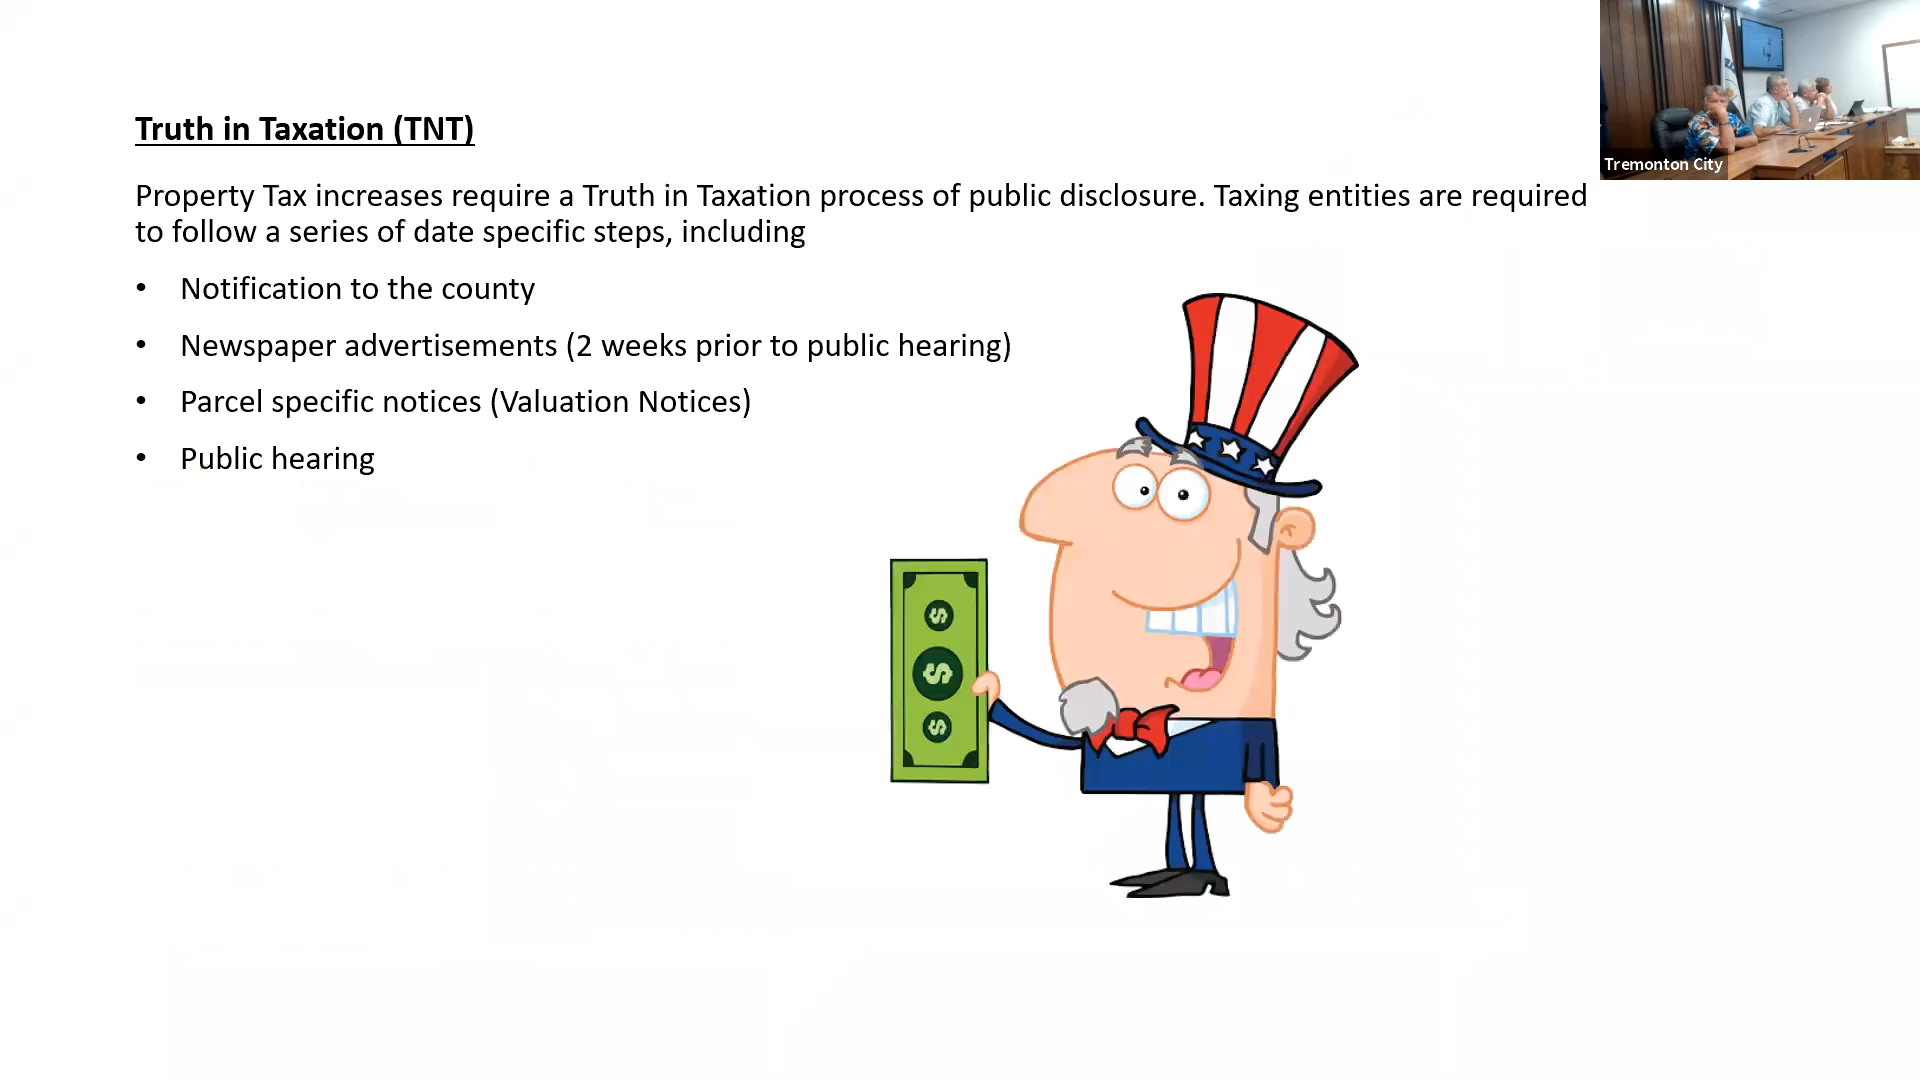 Truth in Taxation (TNT)
Property Tax increases require a Truth in Taxation process of public disclosure. Taxing entities are required
to follow a series of date specific steps, including
• Notification to the county
• Newspaper advertisements (2 weeks prior to public hearing)
• Parcel specific notices (Valuation Notices)
• Public hearing
$
$
$
Tremonton City